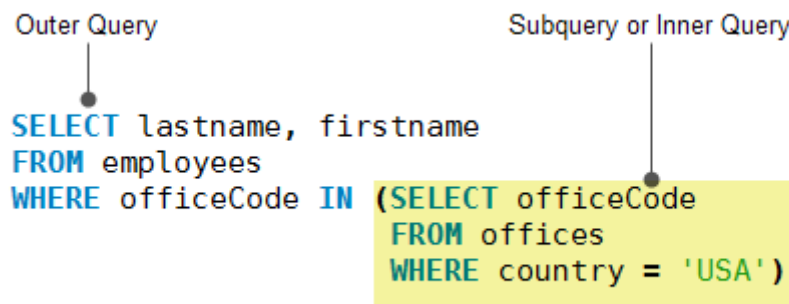 Outer Query
Subquery or Inner Query
SELECT lastname, firstname
FROM employees
WHERE officeCode IN (SELECT officeCode
FROM offices
WHERE country = 'USA')